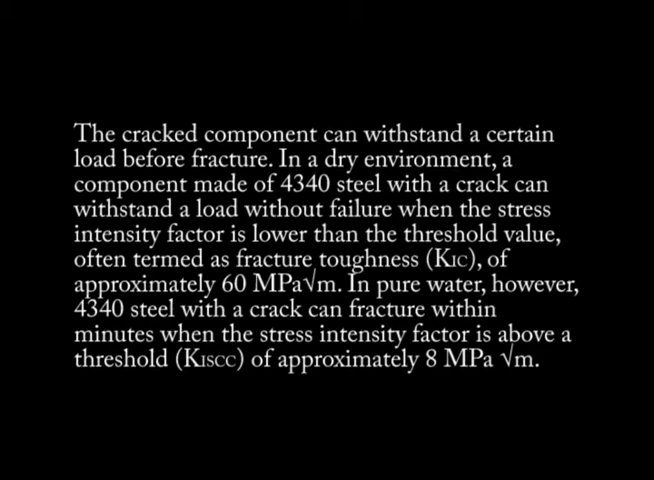 The cracked component can withstand a certain
load before fracture. In a dry environment, a
component made of 4340 steel with a crack can
withstand a load without failure when the stress
intensity factor is lower than the threshold value,
often termed as fracture toughness (KIC), of
approximately 60 MPa√m. In pure water, however,
4340 steel with a crack can fracture within
minutes when the stress intensity factor is above a
threshold (KISCC) of approximately 8 MPa √m.